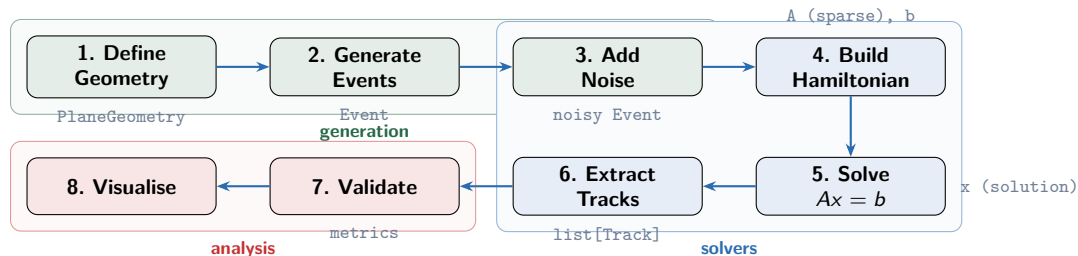 A (sparse), b
1. Define
Geometry
2. Generate
Events
3. Add
Noise
4. Build
Hamiltonian
PlaneGeometry
Event
noisy Event
generation
8. Visualise
7. Validate
6. Extract
Tracks
5. Solve
Ax = b
x (solution)
metrics
list[Track]
analysis
solvers